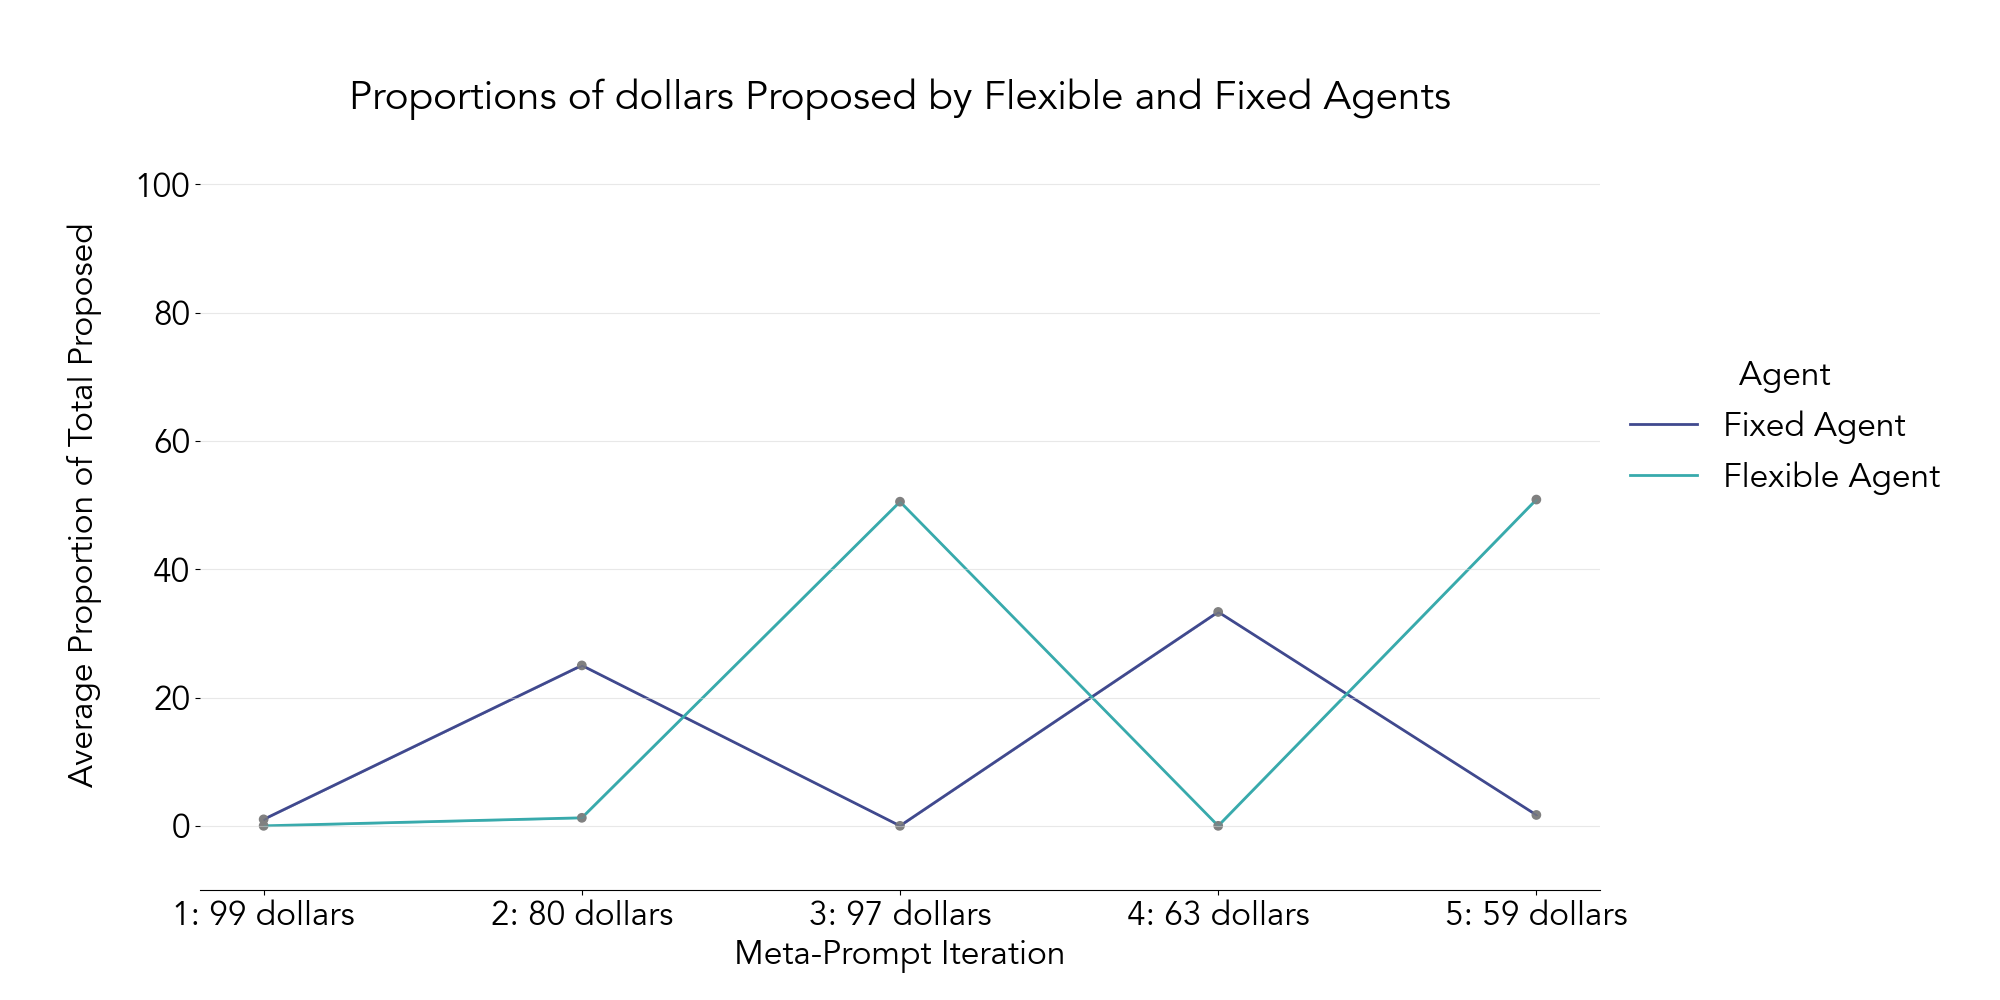 Proportions of dollars Proposed by Flexible and Fixed Agents
Average Proportion of Total Proposed
100
80
60
40
20
0
1: 99 dollars
2: 80 dollars
3: 97 dollars
4: 63 dollars
5: 59 dollars
Meta-Prompt Iteration
Agent
Fixed Agent
Flexible Agent